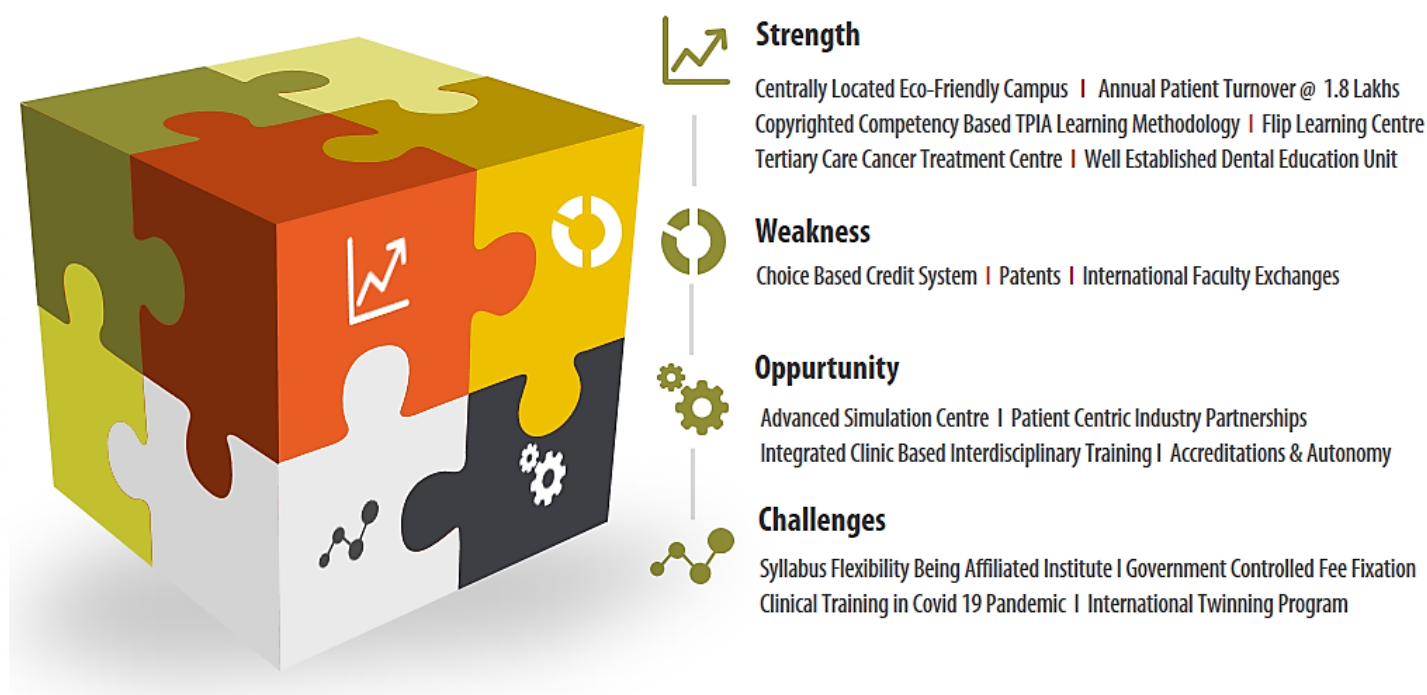 Strength
Centrally Located Eco-Friendly Campus I Annual Patient Turnover @ 1.8 Lakhs
Copyrighted Competency Based TPIA Learning Methodology I Flip Learning Centre
Tertiary Care Cancer Treatment Centre I Well Established Dental Education Unit
Weakness
Choice Based Credit System I Patents I International Faculty Exchanges
Oppurtunity
Advanced Simulation Centre I Patient Centric Industry Partnerships
Integrated Clinic Based Interdisciplinary Training I Accreditations & Autonomy
Challenges
Syllabus Flexibility Being Affiliated Institute I Government Controlled Fee Fixation
Clinical Training in Covid 19 Pandemic I International Twinning Program